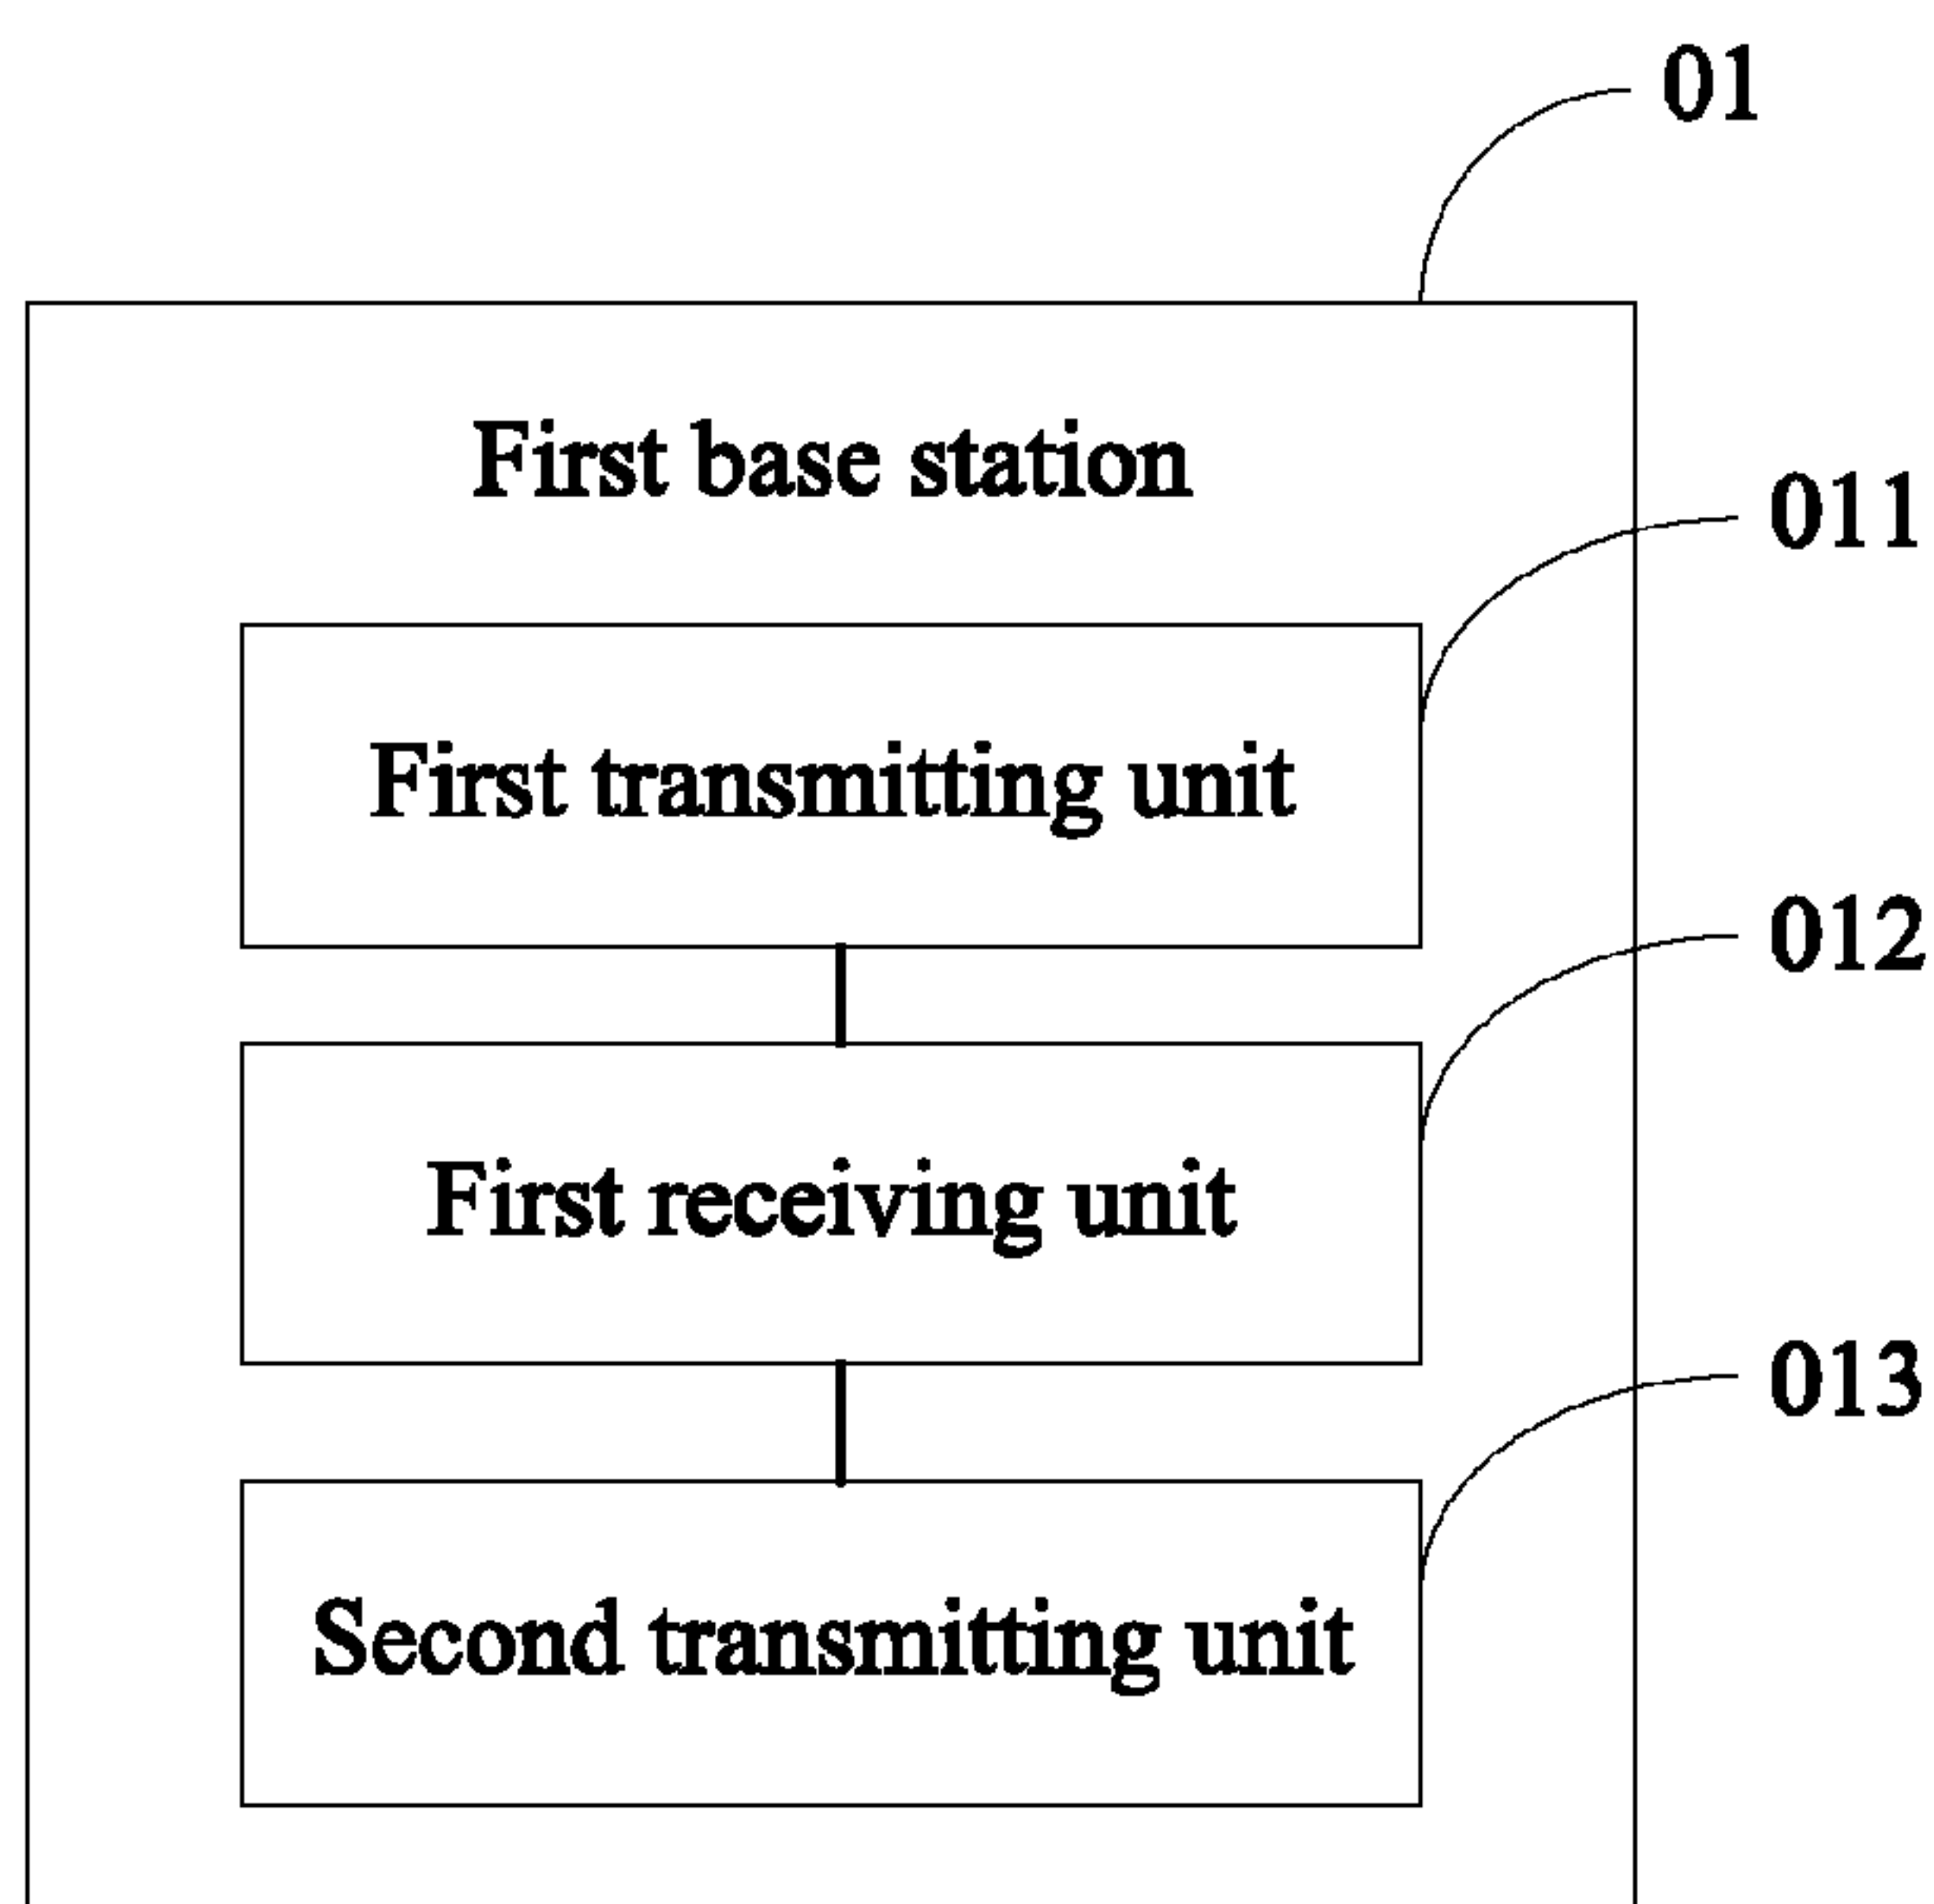 01
First base station
011
First transmitting unit
012
First receiving unit
013
Second transmitting unit